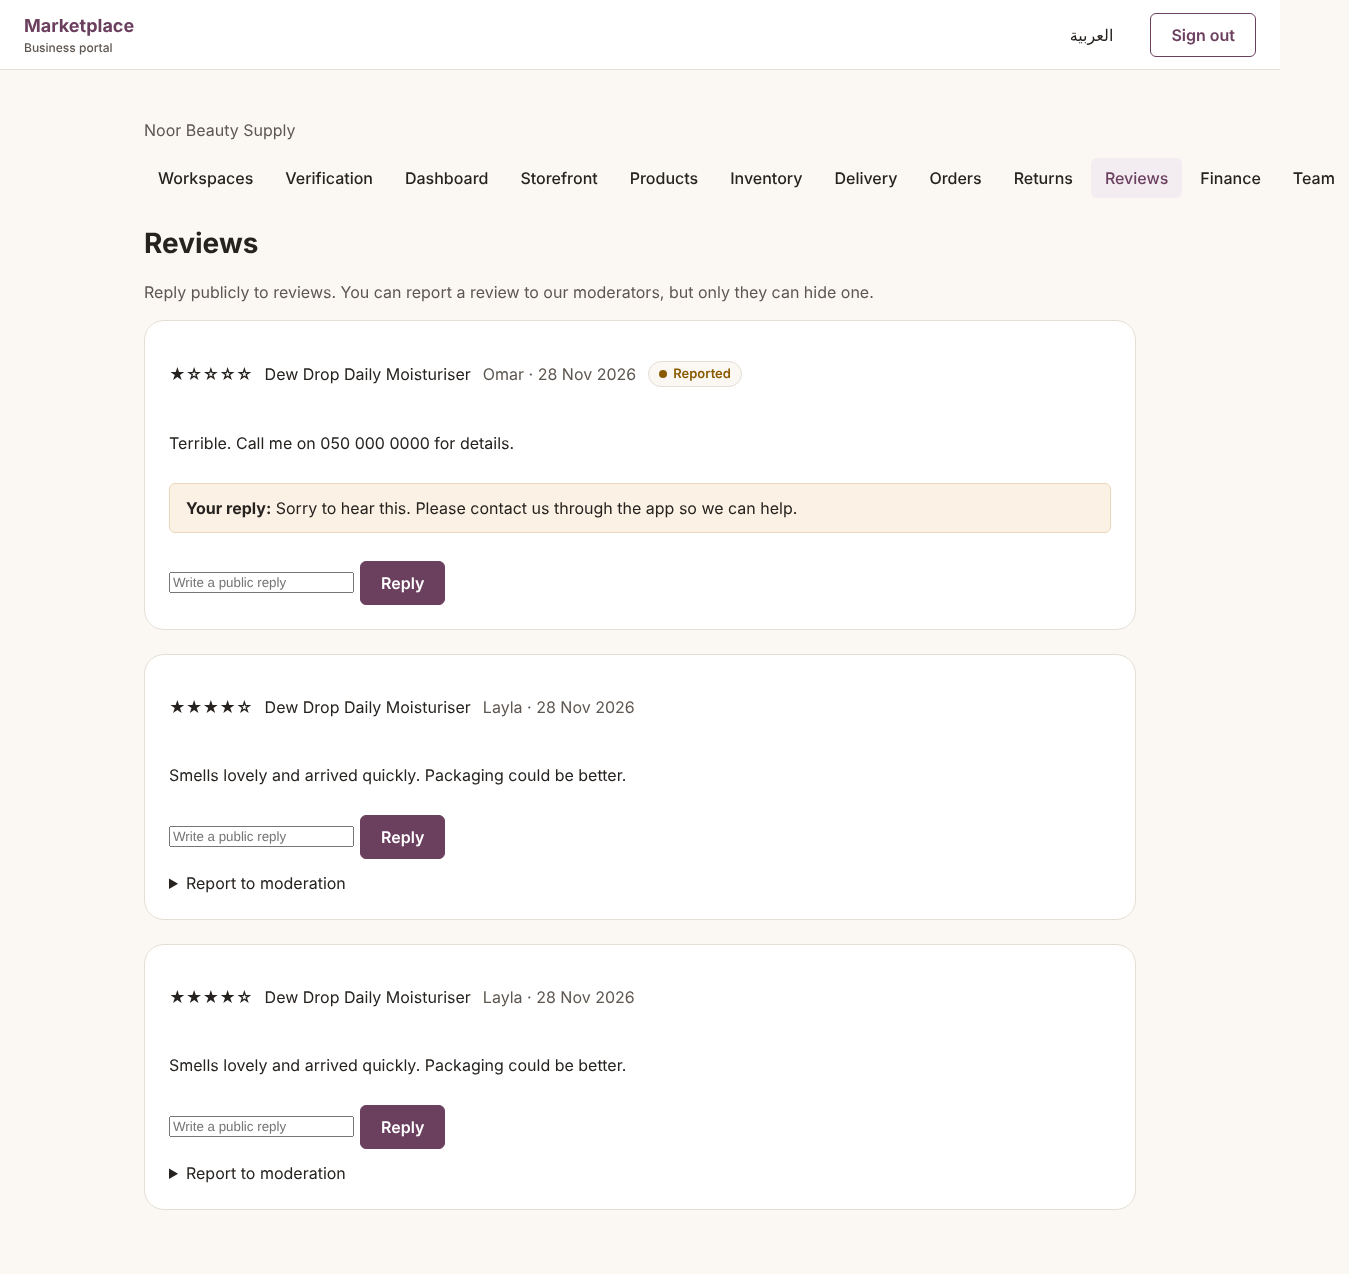 Marketplace
Business portal
العربية
Sign out
Noor Beauty Supply
Workspaces Verification Dashboard Storefront Products Inventory Delivery Orders Returns Reviews Finance Team
Reviews
Reply publicly to reviews. You can report a review to our moderators, but only they can hide one.
★☆☆☆☆ Dew Drop Daily Moisturiser Omar · 28 Nov 2026 Reported
Terrible. Call me on 050 000 0000 for details.
Your reply: Sorry to hear this. Please contact us through the app so we can help.
Write a public reply Reply
★★★★☆ Dew Drop Daily Moisturiser Layla · 28 Nov 2026
Smells lovely and arrived quickly. Packaging could be better.
Write a public reply Reply
Report to moderation
★★★★☆ Dew Drop Daily Moisturiser Layla · 28 Nov 2026
Smells lovely and arrived quickly. Packaging could be better.
Write a public reply Reply
Report to moderation